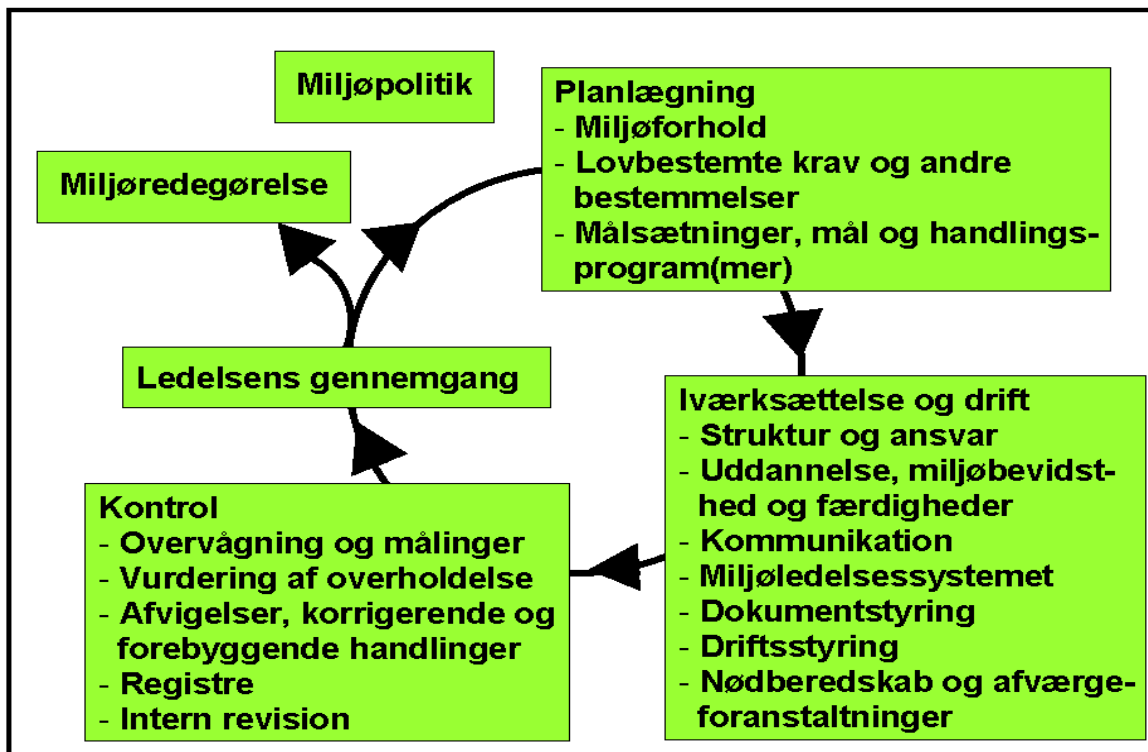 Miljøpolitik
Miljøredegørelse
Planlægning
- Miljøforhold
- Lovbestemte krav og andre
bestemmelser
- Målsætninger, mål og handlings-
program(mer)
Iværksættelse og drift
- Struktur og ansvar
- Uddannelse, miljøbevidst-
hed og færdigheder
- Kommunikation
- Miljøledelsessystemet
- Dokumentstyring
- Driftsstyring
- Nødberedskab og afværge-
foranstaltninger
Kontrol
- Overvågning og målinger
- Vurdering af overholdelse
- Afvigelser, korrigerende og
forebyggende handlinger
- Registre
- Intern revision
Ledelsens gennemgang